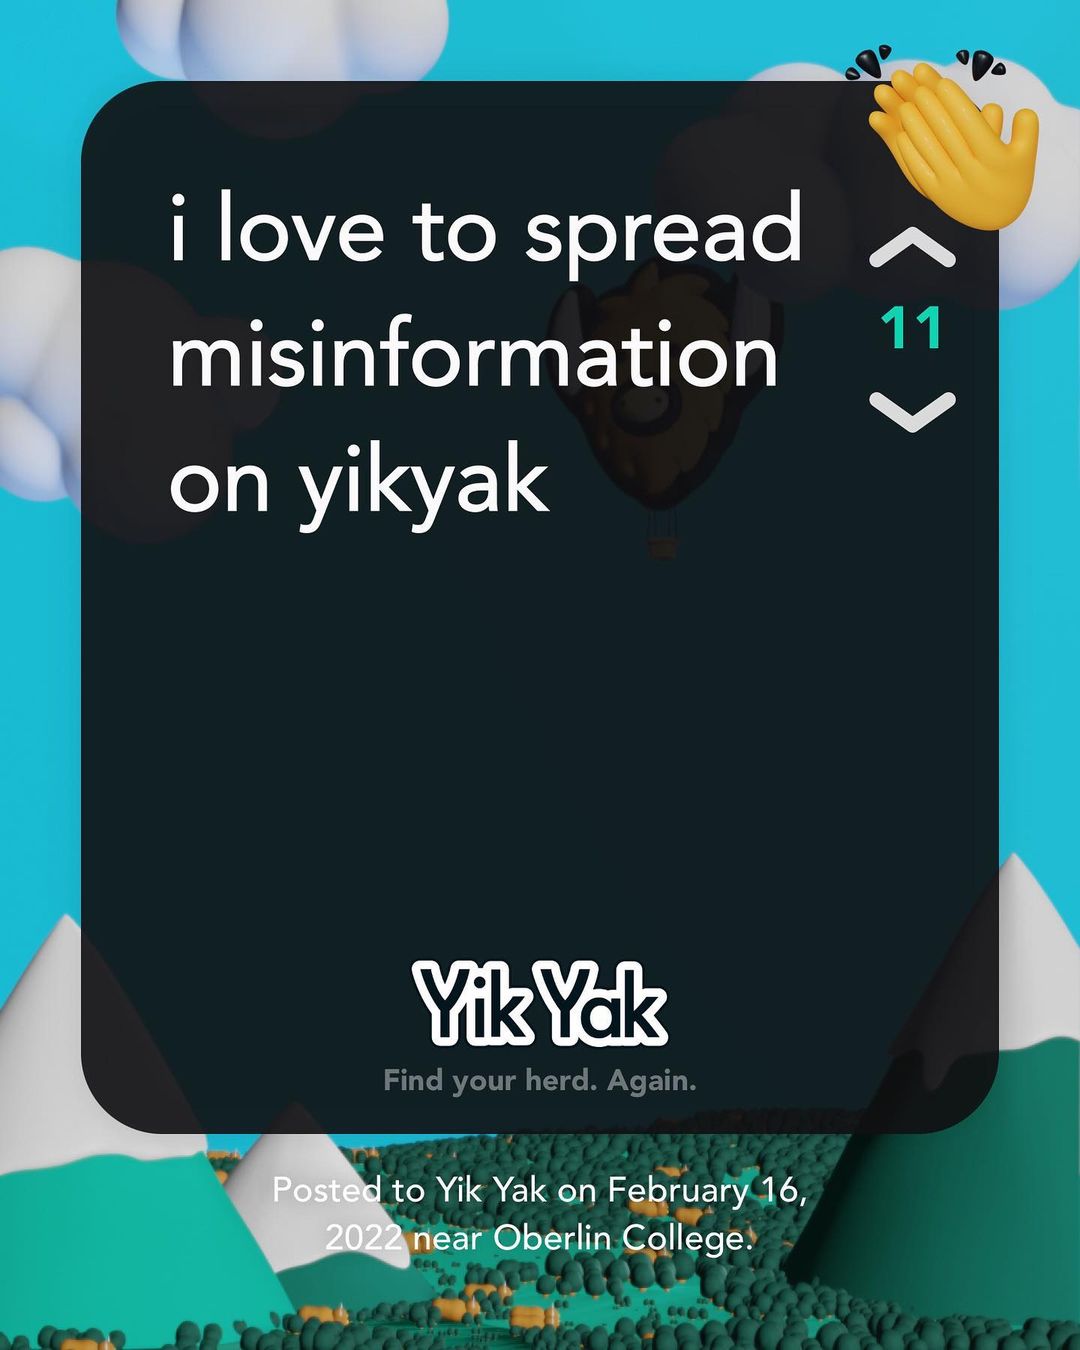 i love to spread
misinformation
on yikyak
11
Yik Yak
Find your herd. Again.
Posted to Yik Yak on February 16,
2022 near Oberlin College.